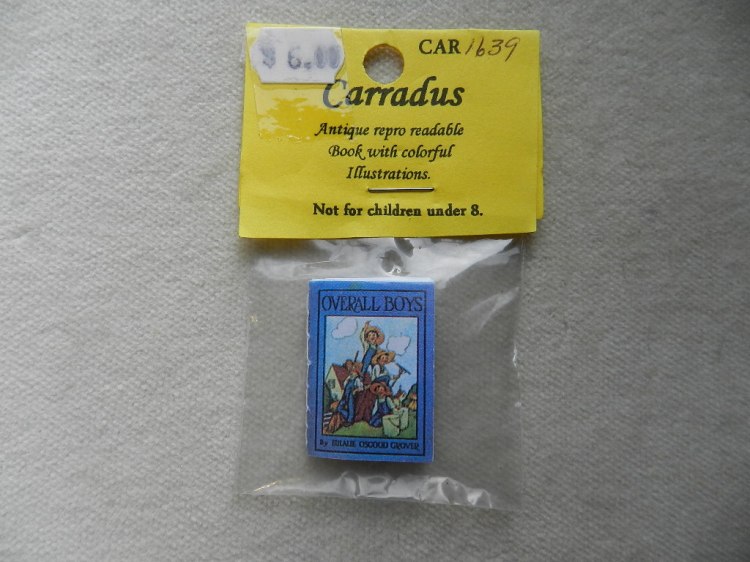 $6.00
CAR 1639
Carradus
Antique repro readable
Book with colorful
Illustrations.
Not for children under 8.
OVERALL BOYS
By EULALIE OSGOOD GROVER